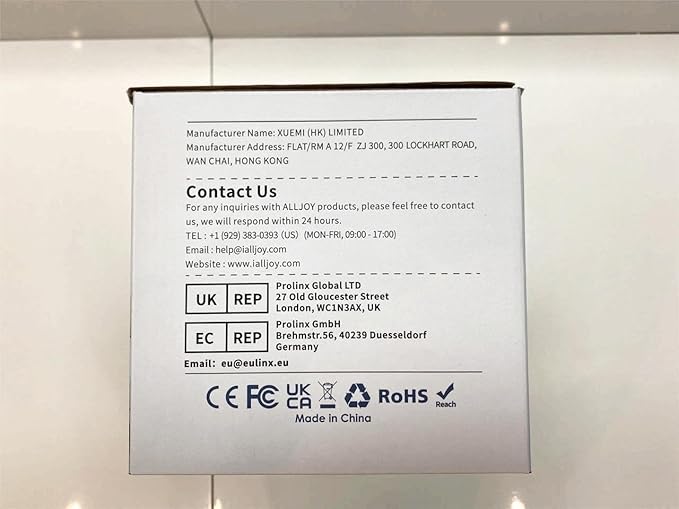 Manufacturer Name: XUEMI (HK) LIMITED
Manufacturer Address: FLAT/RM A 12/F ZJ 300, 300 LOCKHART ROAD,
WAN CHAI, HONG KONG
Contact Us
For any inquiries with ALLJOY products, please feel free to contact
us, we will respond within 24 hours.
TEL : +1 (929) 383-0393 (US) (MON-FRI, 09:00 - 17:00)
Email : help@ialljoy.com
Website : www.ialljoy.com
UK REP
Prolinx Global LTD
27 Old Gloucester Street
London, WC1N3AX, UK
EC REP
Prolinx GmbH
Brehmstr.56, 40239 Duesseldorf
Germany
Email: eu@eulinx.eu
CE FC UK CA RoHS Reach
Made in China